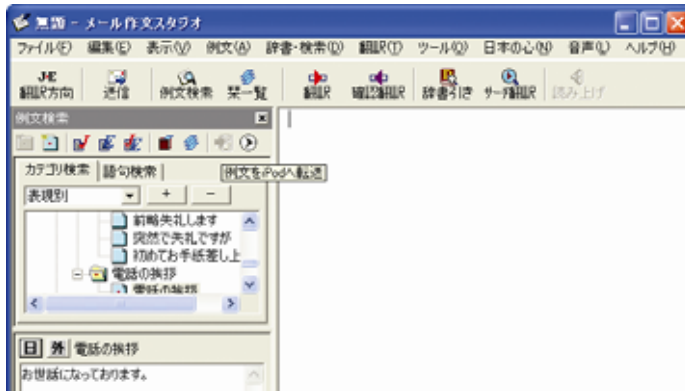 無題 - メール作文スタジオ
ファイル(F) 編集(E) 表示(V) 例文(A) 辞書・検索(D) 翻訳(T) ツール(Q) 日本の心(N) 音声(L) ヘルプ(H)
J-E
翻訳方向 送信 例文検索 栞一覧 翻訳 確認翻訳 辞書引き サーチ翻訳 読み上げ
例文検索
カテゴリ検索 語句検索 例文をiPodへ転送
表現別 + -
前略失礼します
突然で失礼ですが
初めてお手紙差し上
電話の挨拶
電話の挨拶
日 外 電話の挨拶
お世話になっております。